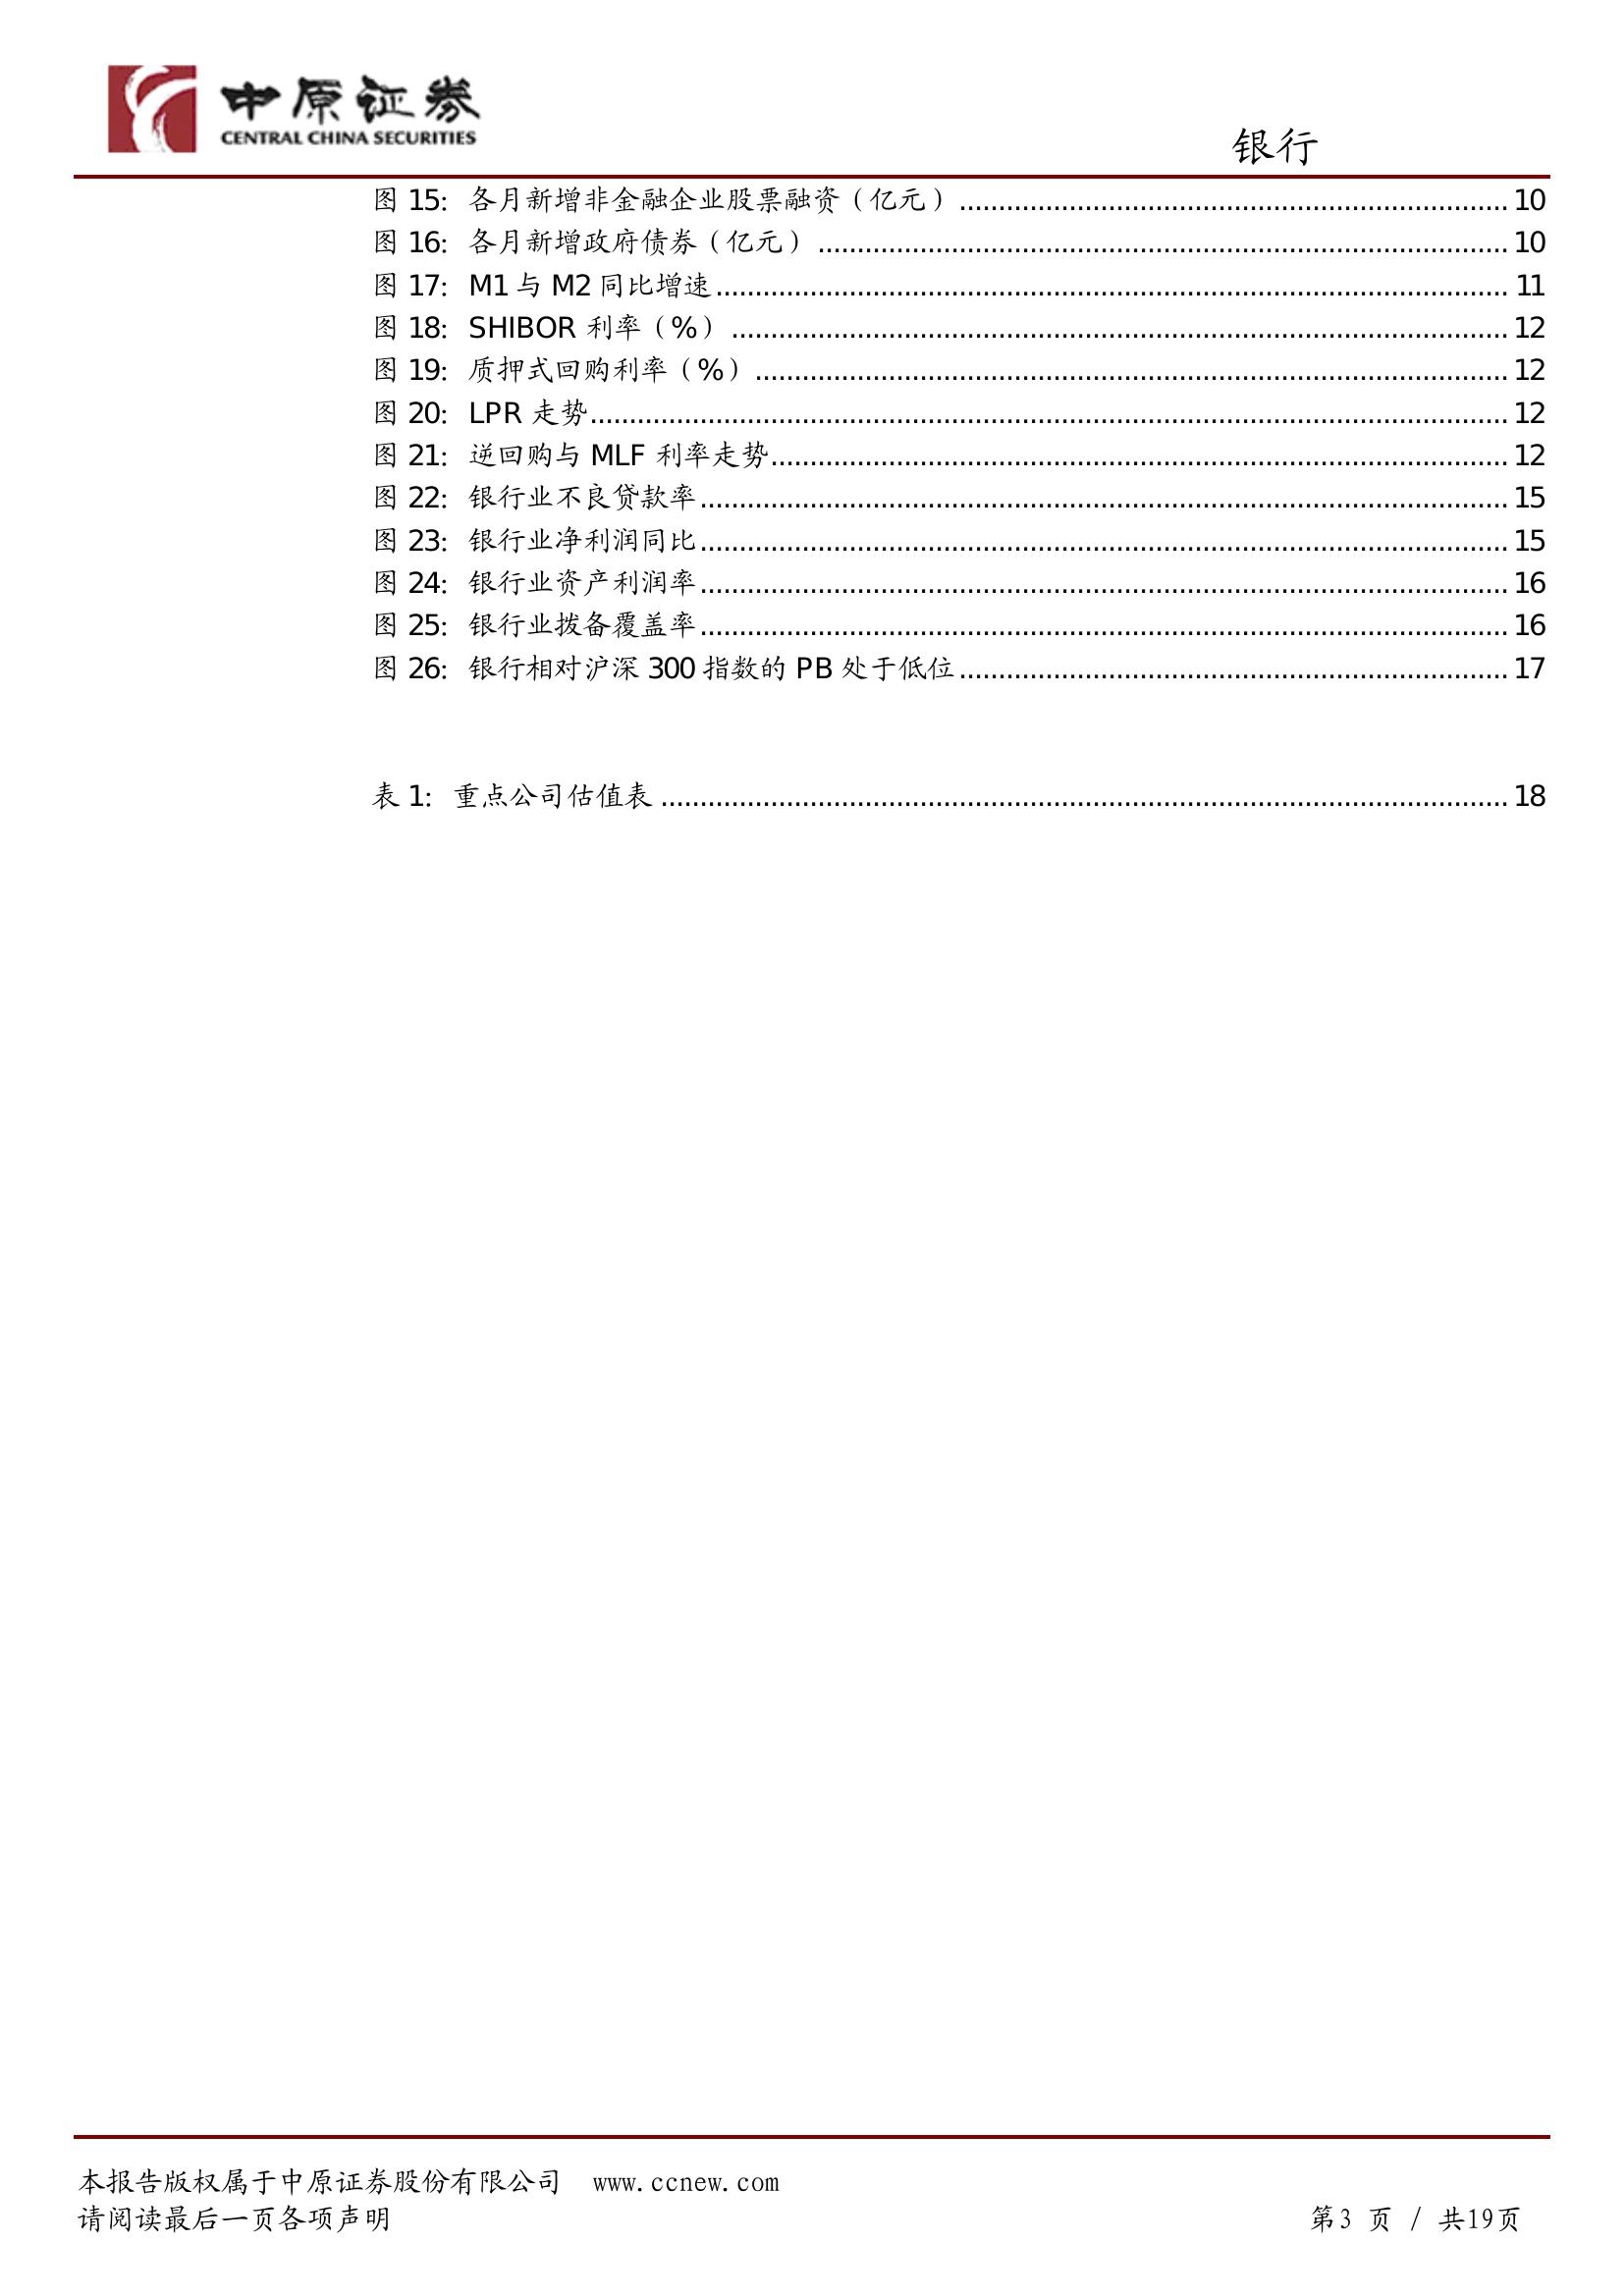 中原证券
CENTRAL CHINA SECURITIES
银行
图 15: 各月新增非金融企业股票融资（亿元）..........10
图 16: 各月新增政府债券（亿元）..........10
图 17: M1 与 M2 同比增速..........11
图 18: SHIBOR 利率（%）..........12
图 19: 质押式回购利率（%）..........12
图 20: LPR 走势..........12
图 21: 逆回购与 MLF 利率走势..........12
图 22: 银行业不良贷款率..........15
图 23: 银行业净利润同比..........15
图 24: 银行业资产利润率..........16
图 25: 银行业拨备覆盖率..........16
图 26: 银行相对沪深 300 指数的 PB 处于低位..........17
表 1: 重点公司估值表..........18
本报告版权属于中原证券股份有限公司 www.ccnew.com
请阅读最后一页各项声明 第3 页 / 共19页